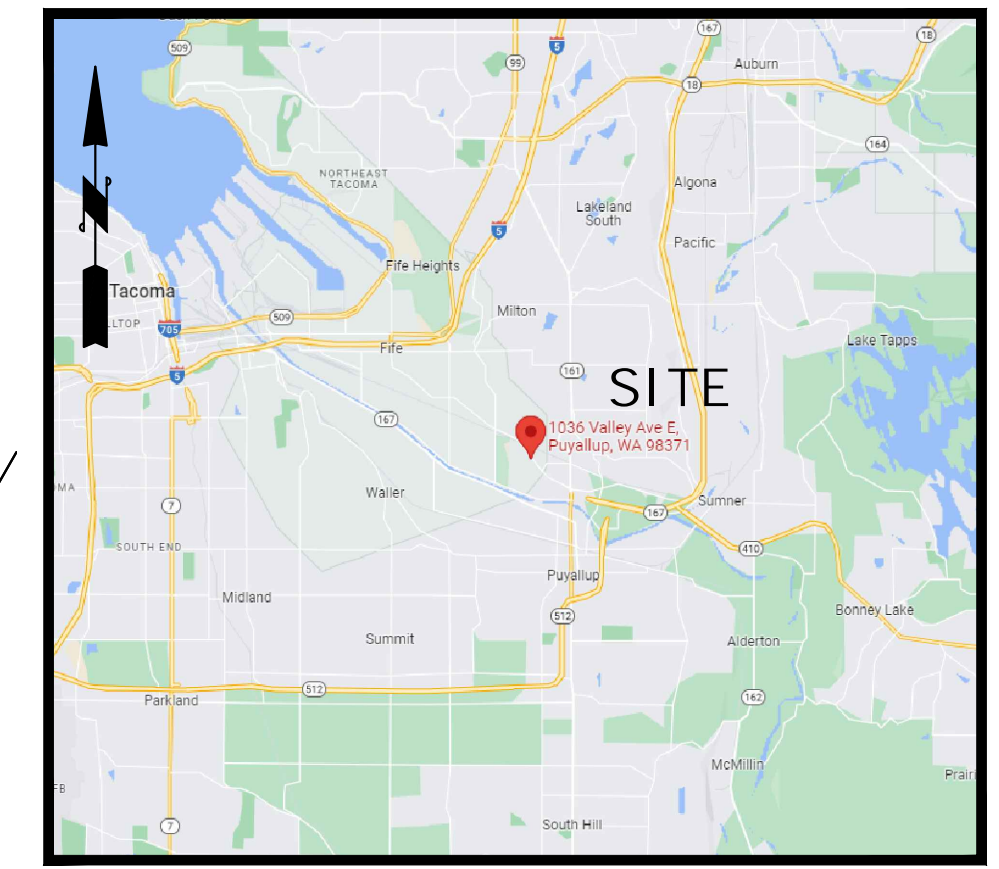 167
509
5
18
99
Auburn
18
164
NORTHEAST
TACOMA
Algona
Lakeland
South
5
Pacific
Fife Heights
Tacoma
Milton
509
705
Fife
Lake Tapps
161
SITE
5
167
1036 Valley Ave E,
Puyallup, WA 98371
Waller
7
167
Sumner
SOUTH END
410
Puyallup
Midland
512
Bonney Lake
Summit
Alderton
512
162
Parkland
McMillin
7
South Hill